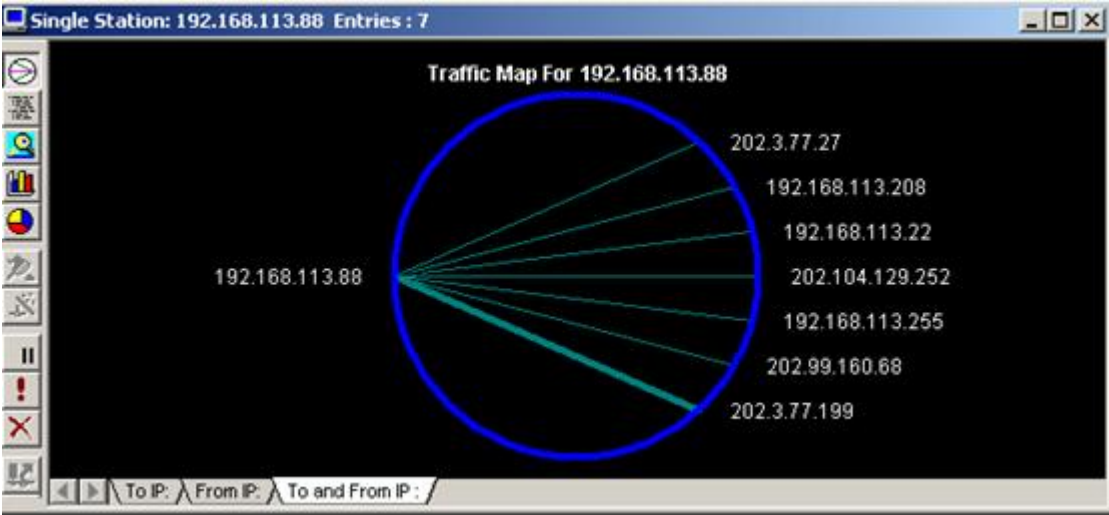 Single Station: 192.168.113.88 Entries : 7
Traffic Map For 192.168.113.88
202.3.77.27
192.168.113.208
192.168.113.22
192.168.113.88
202.104.129.252
192.168.113.255
202.99.160.68
202.3.77.199
To IP:
From IP:
To and From IP :